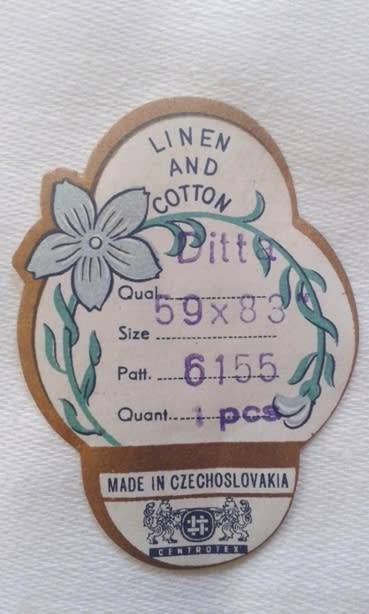 LINEN
AND
COTTON
Ditta
Qual.
59x83"
Size
Patt. 6155
Quant. 1 pcs
MADE IN CZECHOSLOVAKIA
CENTROTEX